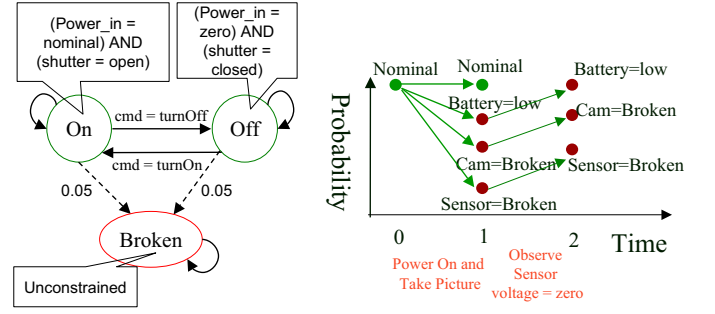 (Power_in =
nominal) AND
(shutter = open)
(Power_in =
zero) AND
(shutter =
closed)
On
cmd = turnOff
Off
cmd = turnOn
0.05
0.05
Broken
Unconstrained
Probability
Nominal
Nominal
Battery=low
Battery=low
Cam=Broken
Cam=Broken
Sensor=Broken
Sensor=Broken
0
1
2
Time
Power On and
Take Picture
Observe
Sensor
voltage = zero